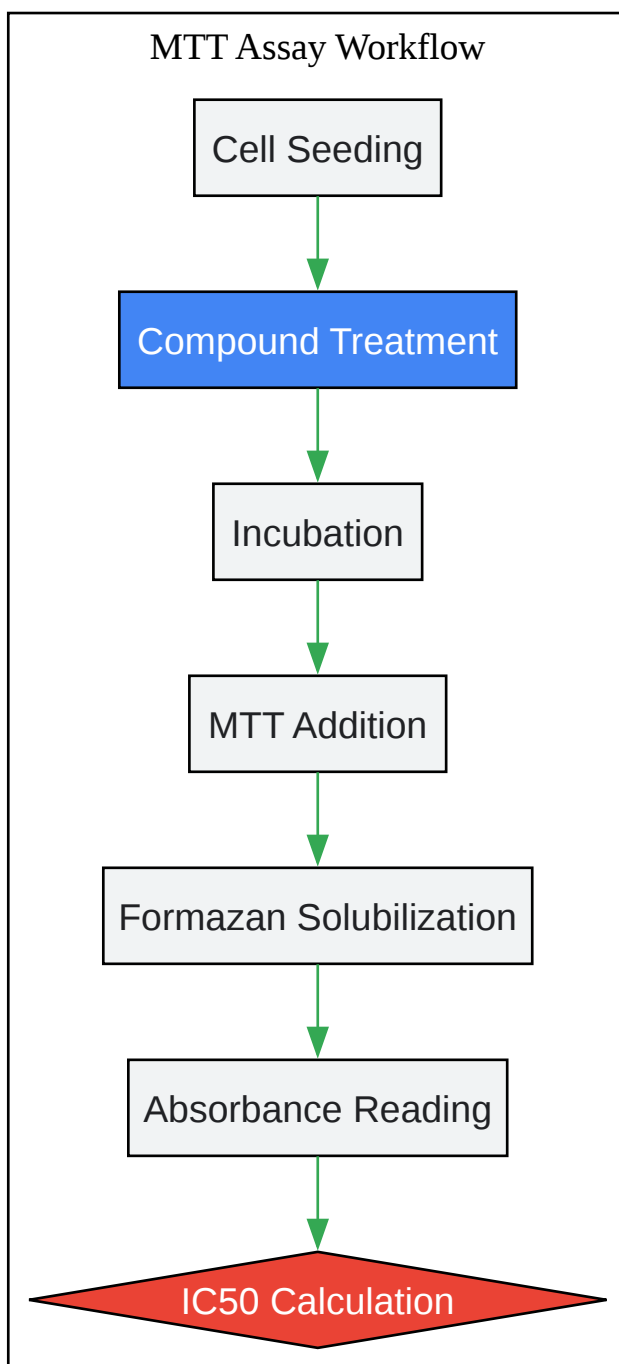 MTT Assay Workflow
Cell Seeding
Compound Treatment
Incubation
MTT Addition
Formazan Solubilization
Absorbance Reading
IC50 Calculation